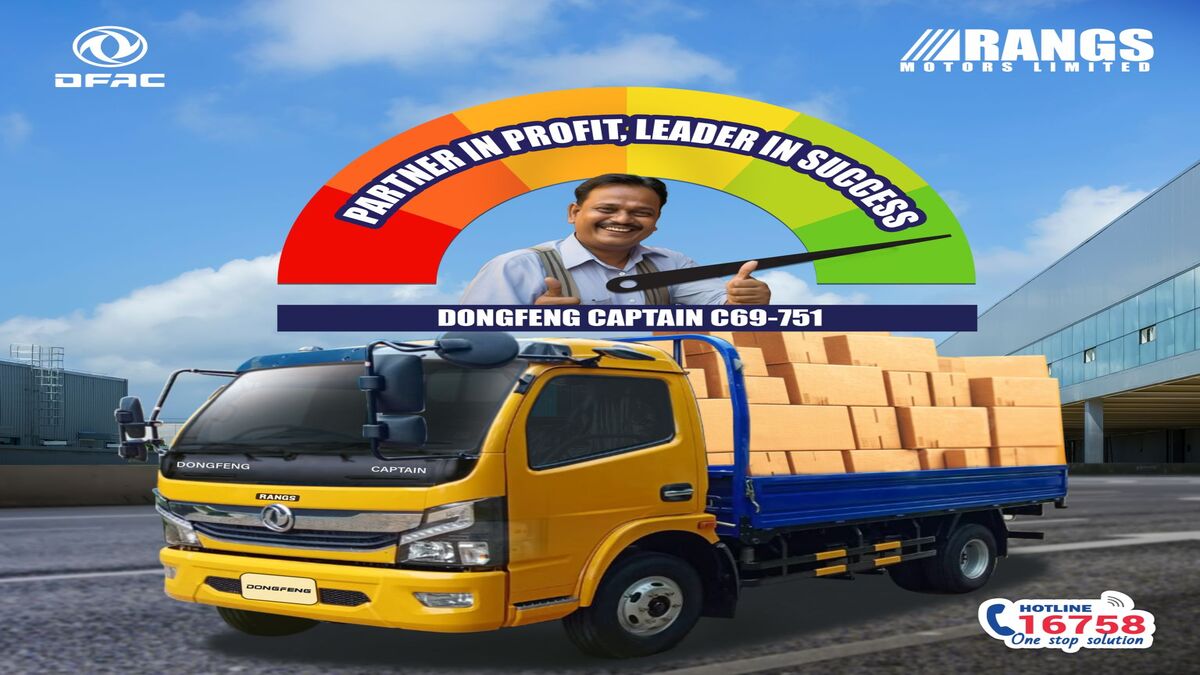 DFAC
RANGS
MOTORS LIMITED
PARTNER IN PROFIT, LEADER IN SUCCESS
DONGFENG CAPTAIN C69-751
DONGFENG
CAPTAIN
RANGS
DONGFENG
HOTLINE
16758
One stop solution